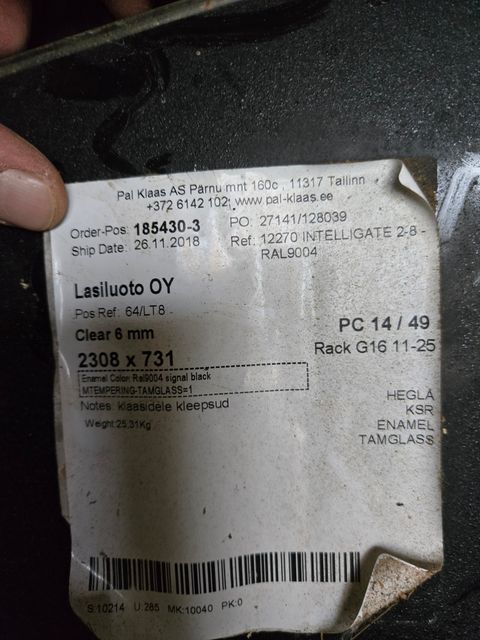 Pal Klaas AS Pärnu mnt 160c , 11317 Tallinn
+372 6142 102; www.pal-klaas.ee
Order-Pos: 185430-3
PO: 27141/128039
Ship Date: 26.11.2018
Ref: 12270 INTELLIGATE 2-8 -
RAL9004
Lasiluoto OY
Pos Ref: 64/LT8 -
Clear 6 mm
PC 14 / 49
2308 x 731
Rack G16 11-25
Enamel Color: Ral9004 signal black
MTEMPERING-TAMGLASS=1
Notes: klaasidele kleepsud
Weight:25,31Kg
HEGLA
KSR
ENAMEL
TAMGLASS
S:10214 U:285 MK:10040 PK:0